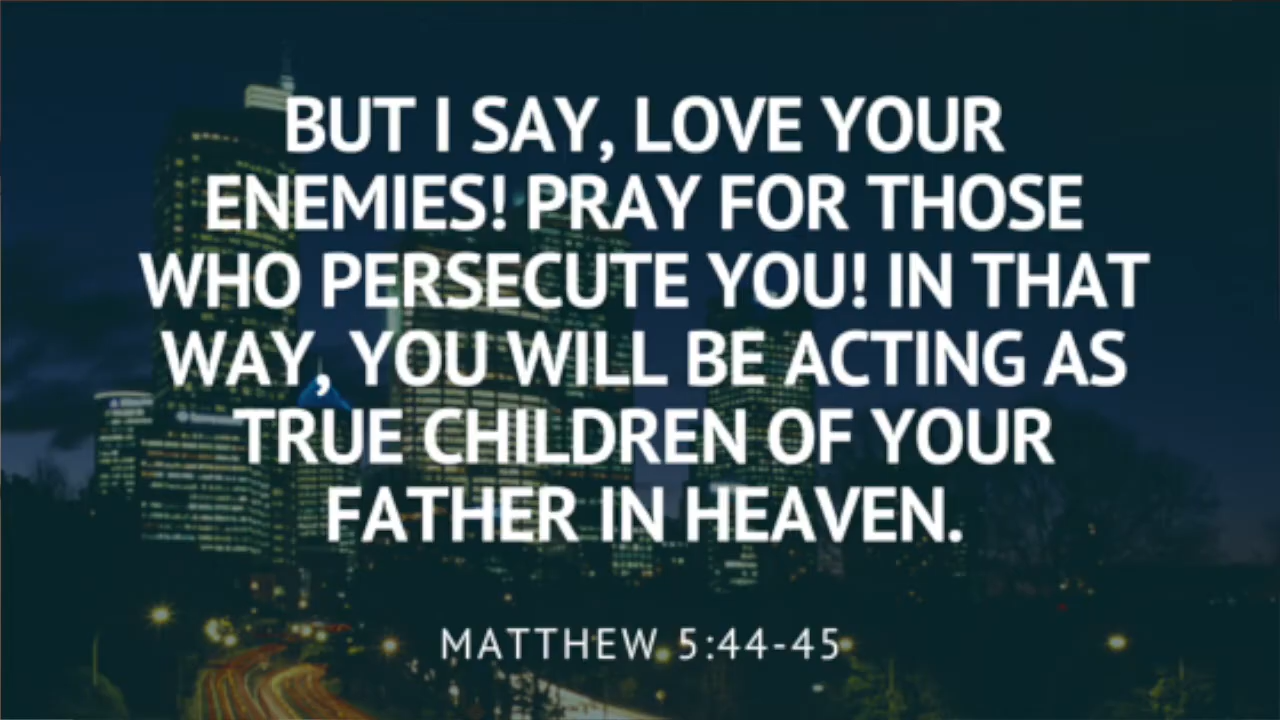 BUT I SAY, LOVE YOUR
ENEMIES! PRAY FOR THOSE
WHO PERSECUTE YOU! IN THAT
WAY, YOU WILL BE ACTING AS
TRUE CHILDREN OF YOUR
FATHER IN HEAVEN.
MATTHEW 5:44-45